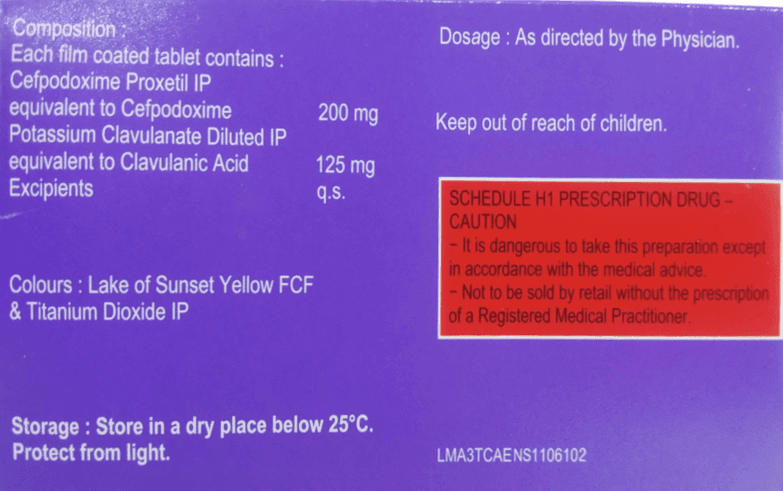 Composition :
Each film coated tablet contains :
Cefpodoxime Proxetil IP
equivalent to Cefpodoxime 200 mg
Potassium Clavulanate Diluted IP
equivalent to Clavulanic Acid 125 mg
Excipients q.s.
Colours : Lake of Sunset Yellow FCF
& Titanium Dioxide IP
Storage : Store in a dry place below 25°C.
Protect from light.
Dosage : As directed by the Physician.
Keep out of reach of children.
SCHEDULE H1 PRESCRIPTION DRUG –
CAUTION
– It is dangerous to take this preparation except
in accordance with the medical advice.
– Not to be sold by retail without the prescription
of a Registered Medical Practitioner.
LMA3TCAENS1106102